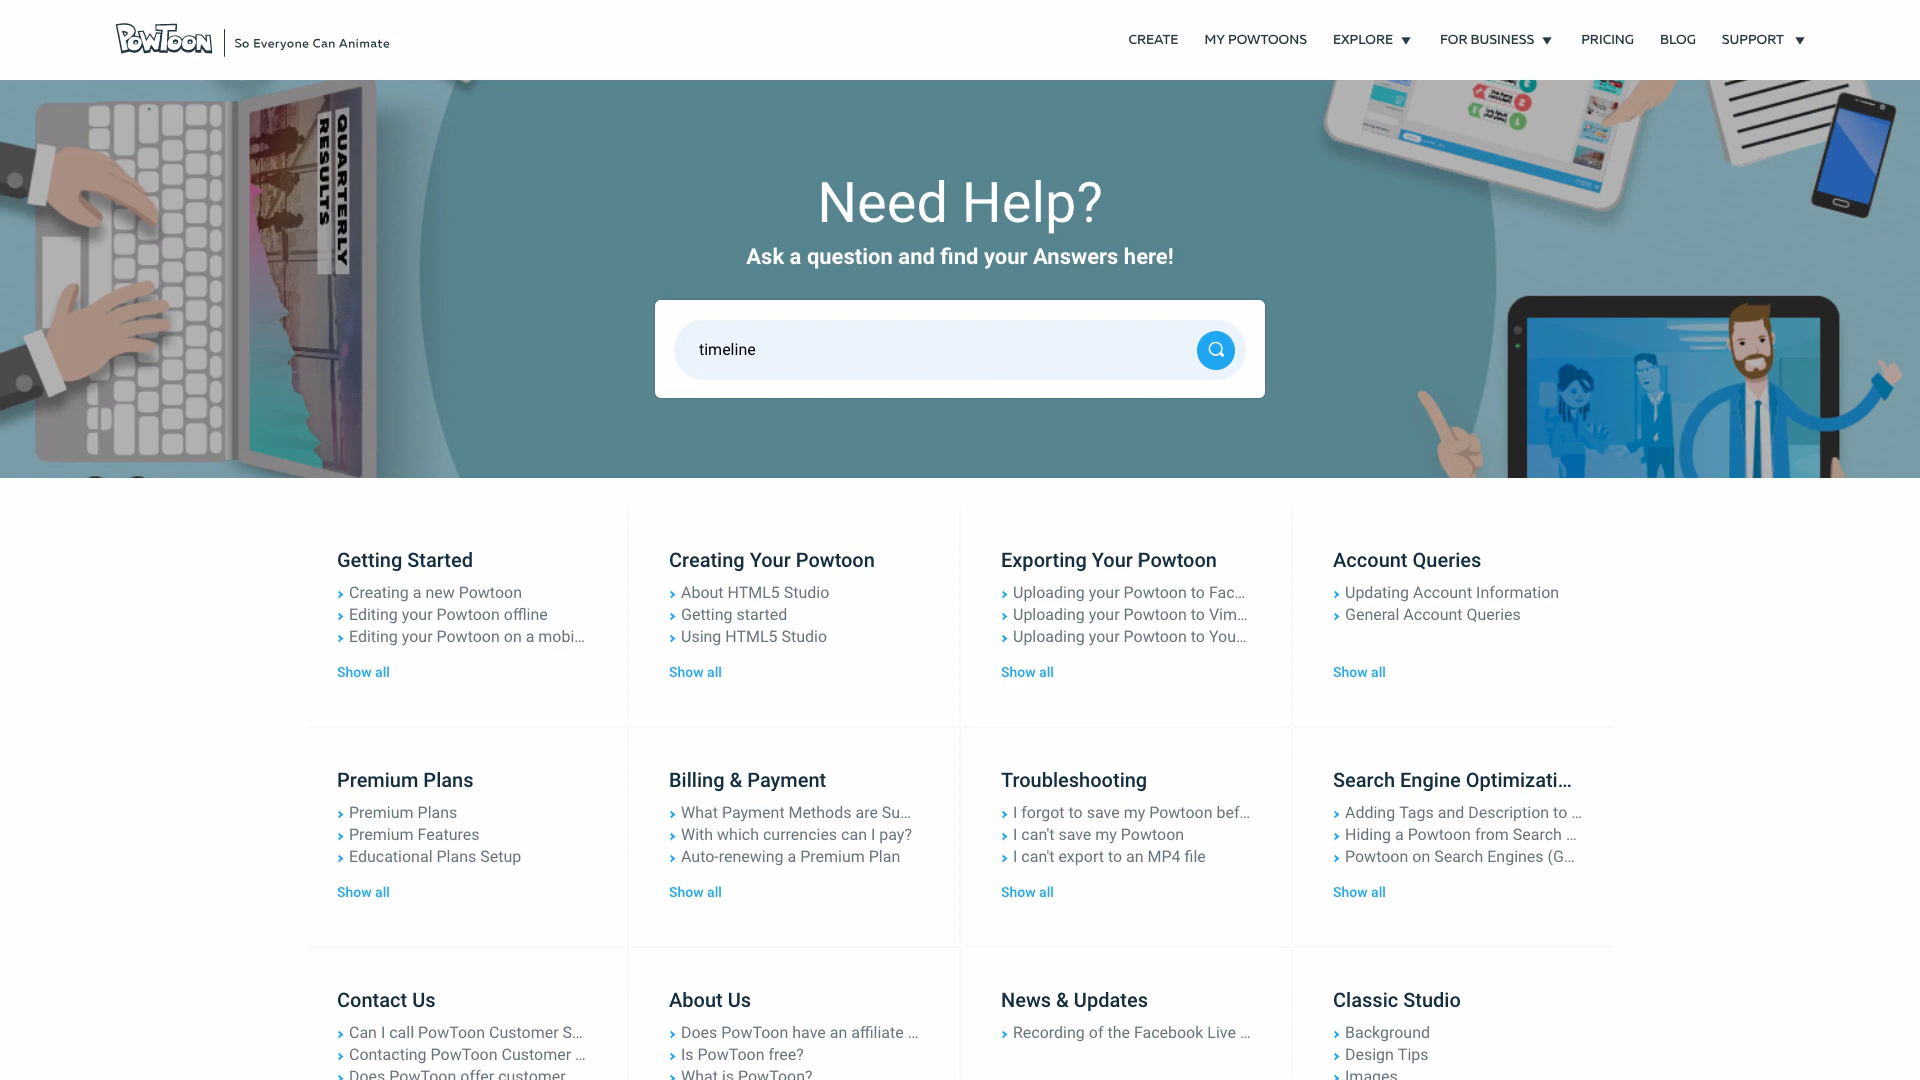 POWTOON
So Everyone Can Animate
CREATE
MY POWTOONS
EXPLORE
FOR BUSINESS
PRICING
BLOG
SUPPORT
QUARTERLY
RESULTS
Need Help?
Ask a question and find your Answers here!
timeline
Getting Started
Creating a new Powtoon
Editing your Powtoon offline
Editing your Powtoon on a mobi...
Show all
Creating Your Powtoon
About HTML5 Studio
Getting started
Using HTML5 Studio
Show all
Exporting Your Powtoon
Uploading your Powtoon to Fac...
Uploading your Powtoon to Vim...
Uploading your Powtoon to You...
Show all
Account Queries
Updating Account Information
General Account Queries
Show all
Premium Plans
Premium Plans
Premium Features
Educational Plans Setup
Show all
Billing & Payment
What Payment Methods are Su...
With which currencies can I pay?
Auto-renewing a Premium Plan
Show all
Troubleshooting
I forgot to save my Powtoon bef...
I can't save my Powtoon
I can't export to an MP4 file
Show all
Search Engine Optimizati...
Adding Tags and Description to ...
Hiding a Powtoon from Search ...
Powtoon on Search Engines (G...
Show all
Contact Us
Can I call PowToon Customer S...
Contacting PowToon Customer ...
Does PowToon offer customer
About Us
Does PowToon have an affiliate ...
Is PowToon free?
What is PowToon?
News & Updates
Recording of the Facebook Live ...
Classic Studio
Background
Design Tips
Images